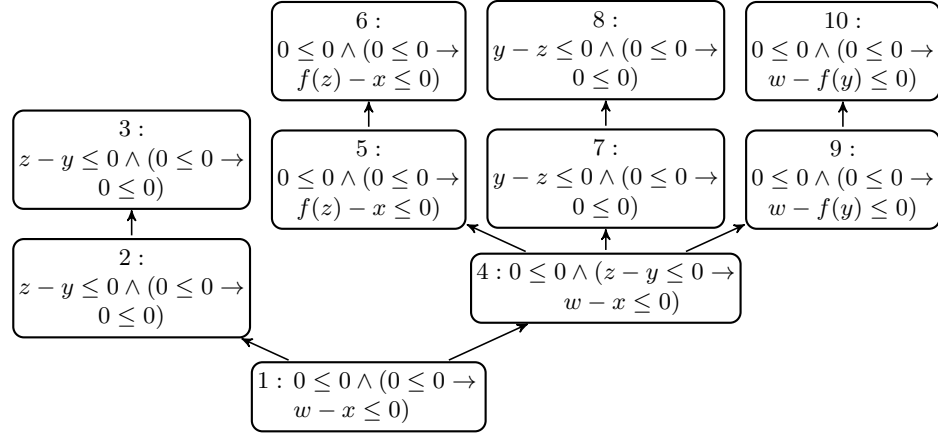 6 :
0 ≤ 0 ∧ (0 ≤ 0 →
f(z) − x ≤ 0)
8 :
y − z ≤ 0 ∧ (0 ≤ 0 →
0 ≤ 0)
10 :
0 ≤ 0 ∧ (0 ≤ 0 →
w − f(y) ≤ 0)
3 :
z − y ≤ 0 ∧ (0 ≤ 0 →
0 ≤ 0)
5 :
0 ≤ 0 ∧ (0 ≤ 0 →
f(z) − x ≤ 0)
7 :
y − z ≤ 0 ∧ (0 ≤ 0 →
0 ≤ 0)
9 :
0 ≤ 0 ∧ (0 ≤ 0 →
w − f(y) ≤ 0)
2 :
z − y ≤ 0 ∧ (0 ≤ 0 →
0 ≤ 0)
4 : 0 ≤ 0 ∧ (z − y ≤ 0 →
w − x ≤ 0)
1 : 0 ≤ 0 ∧ (0 ≤ 0 →
w − x ≤ 0)